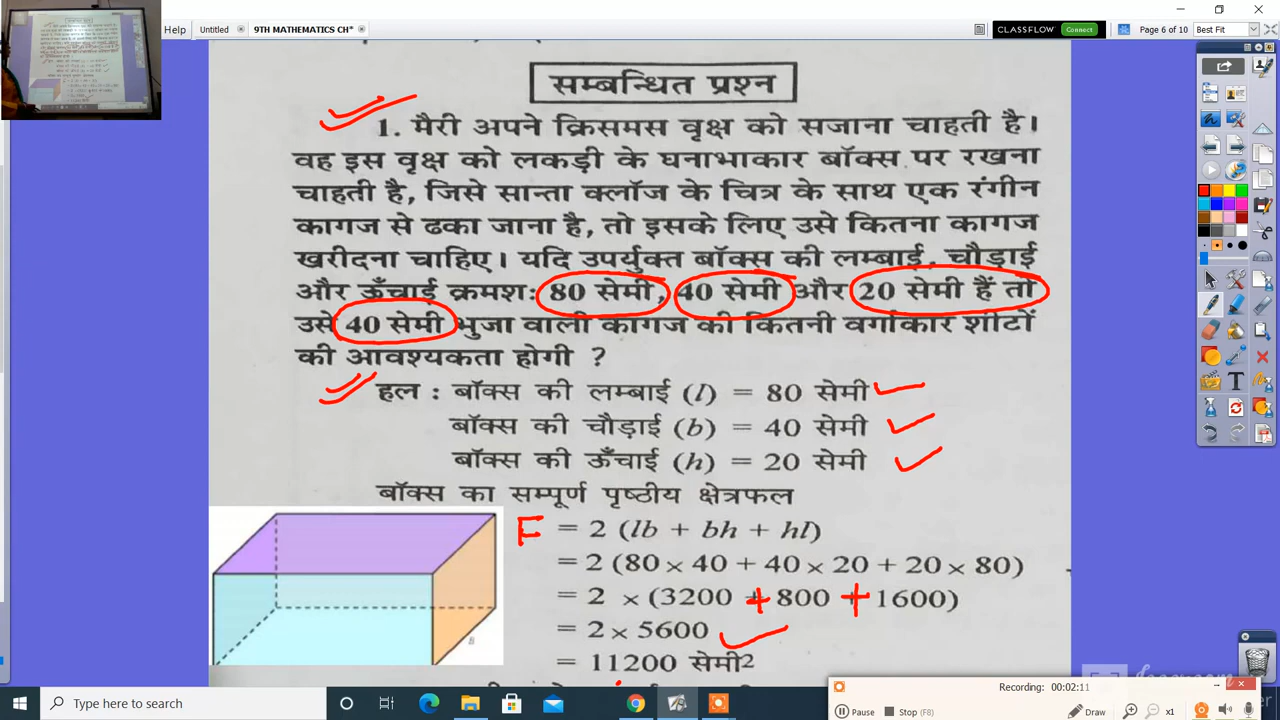 Help
Untitled
9TH MATHEMATICS CH*
CLASSFLOW
Connect
Page 6 of 10
Best Fit
सम्बन्धित प्रश्न
1. मैरी अपने क्रिसमस वृक्ष को सजाना चाहती है।
वह इस वृक्ष को लकड़ी के घनाभाकार बॉक्स पर रखना
चाहती है, जिसे सान्ता क्लॉज के चित्र के साथ एक रंगीन
कागज से ढका जाना है, तो इसके लिए उसे कितना कागज
खरीदना चाहिए। यदि उपर्युक्त बॉक्स की लम्बाई, चौड़ाई
और ऊँचाई क्रमशः 80 सेमी, 40 सेमी और 20 सेमी हैं तो
उसे 40 सेमी भुजा वाली कागज की कितनी वर्गाकार शीटों
की आवश्यकता होगी ?
हल : बॉक्स की लम्बाई (l) = 80 सेमी
बॉक्स की चौड़ाई (b) = 40 सेमी
बॉक्स की ऊँचाई (h) = 20 सेमी
बॉक्स का सम्पूर्ण पृष्ठीय क्षेत्रफल
= 2 (lb + bh + hl)
= 2 (80 × 40 + 40 × 20 + 20 × 80)
= 2 × (3200 + 800 + 1600)
= 2 × 5600
= 11200 सेमी²
Recording: 00:02:11
Pause
Stop (F8)
Draw
x1
Type here to search